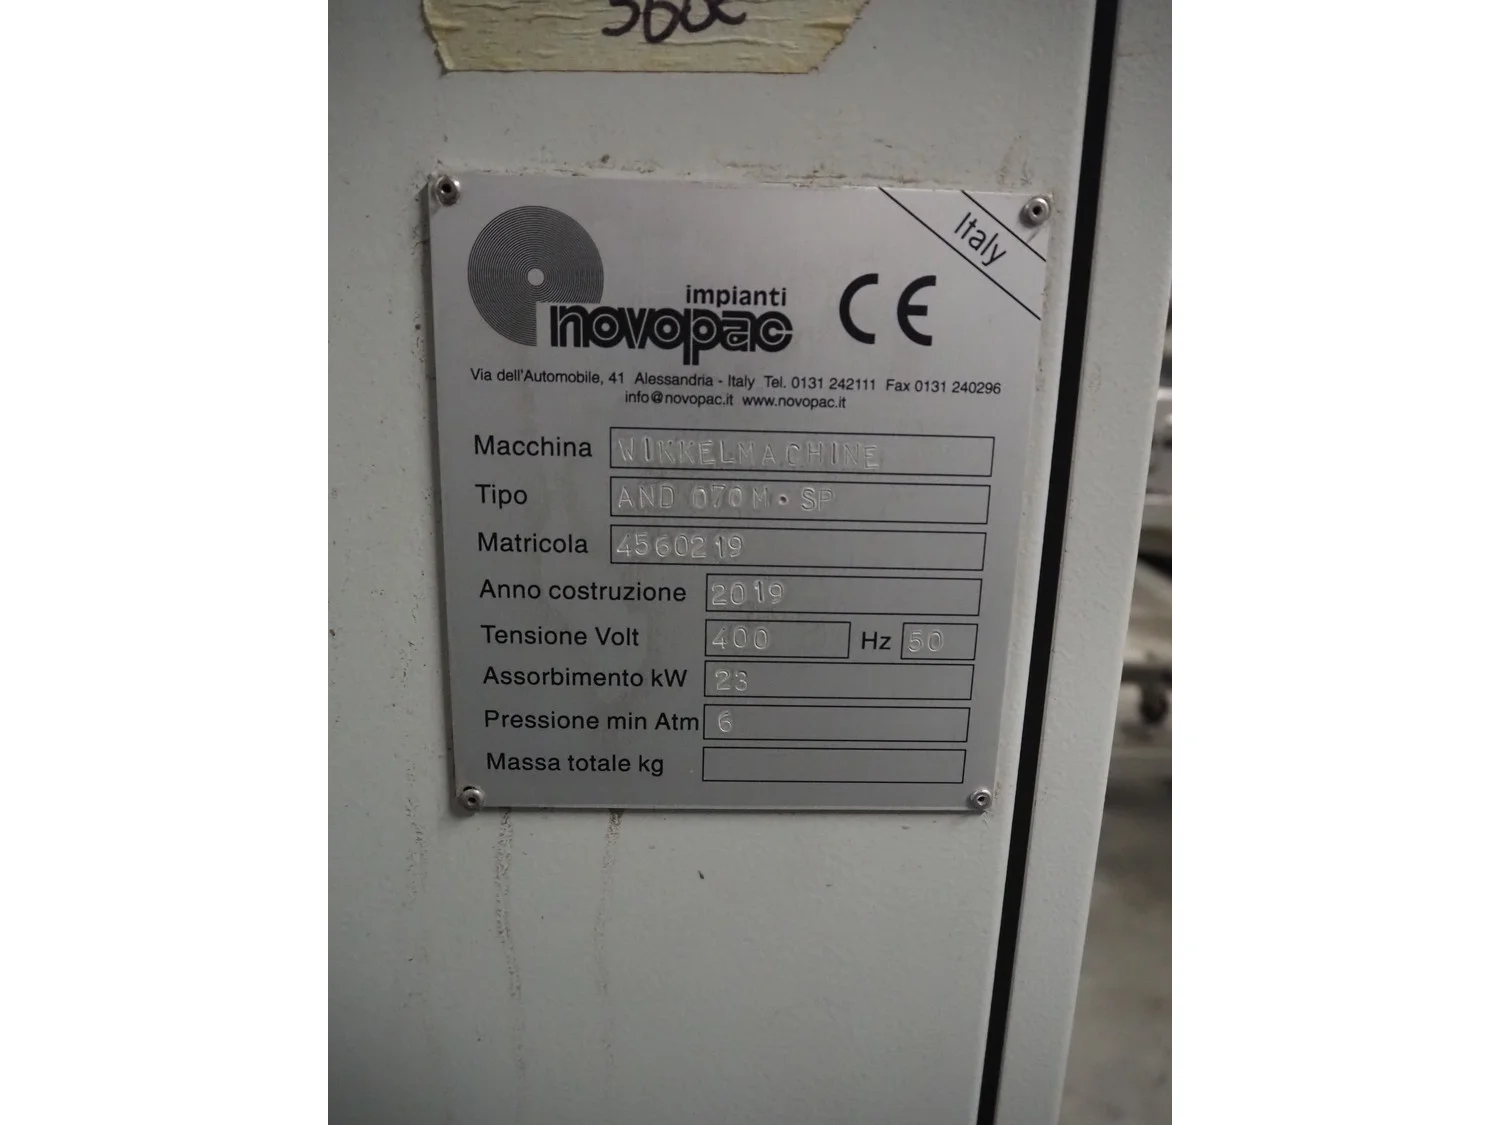 Italy
impianti
novopac
CE
Via dell'Automobile, 41 Alessandria - Italy Tel. 0131 242111 Fax 0131 240296
info@novopac.it www.novopac.it
Macchina WIKKELMACHINE
Tipo AND 070M • SP
Matricola 4560219
Anno costruzione 2019
Tensione Volt 400 Hz 50
Assorbimento kW 23
Pressione min Atm 6
Massa totale kg